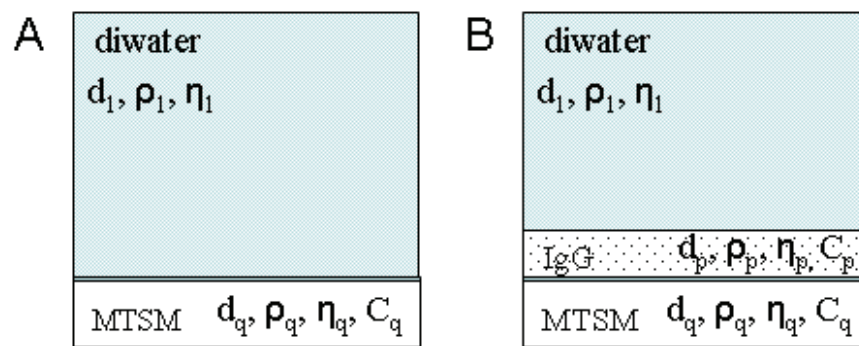 A
diwater
d₁, ρ₁, η₁
MTSM d_q, ρ_q, η_q, C_q
B
diwater
d₁, ρ₁, η₁
IgG d_p, ρ_p, η_p, C_p
MTSM d_q, ρ_q, η_q, C_q